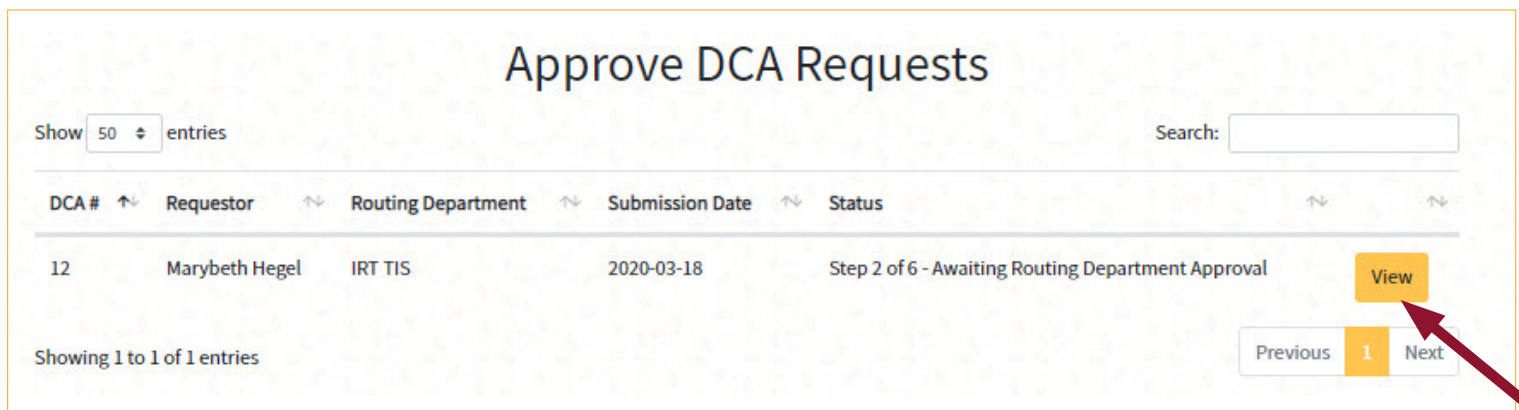 Approve DCA Requests
Show 50 entries Search:
DCA # Requestor Routing Department Submission Date Status
12 Marybeth Hegel IRT TIS 2020-03-18 Step 2 of 6 - Awaiting Routing Department Approval View
Showing 1 to 1 of 1 entries Previous 1 Next